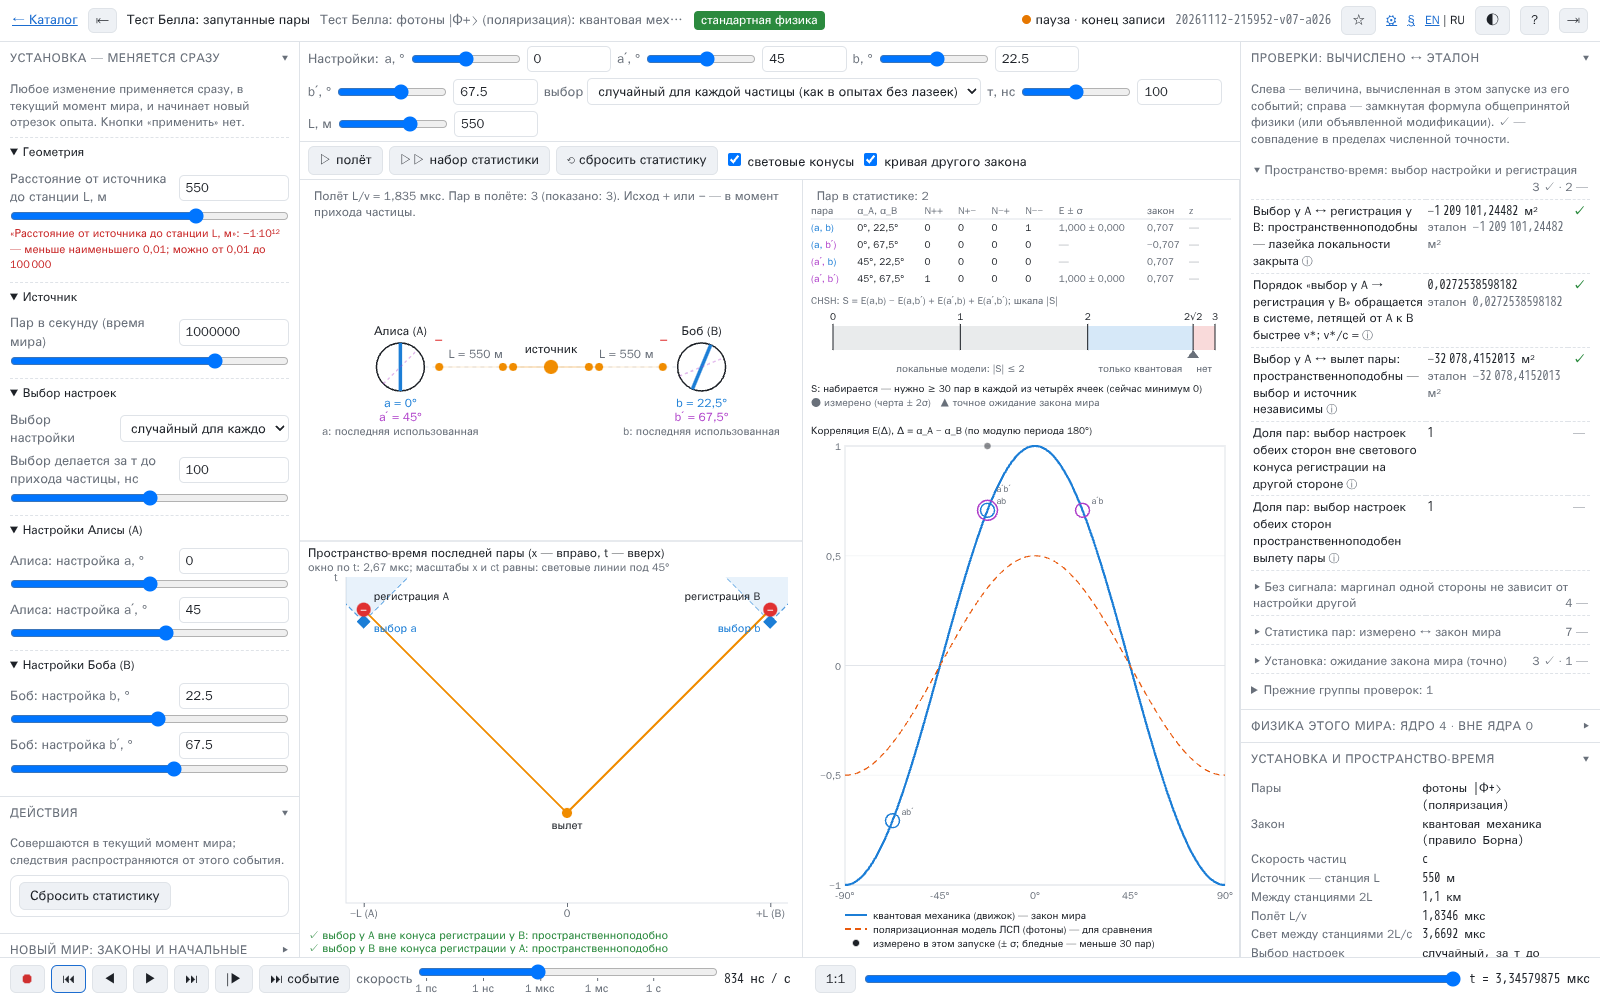 ← Каталог ⇤ Тест Белла: запутанные пары Тест Белла: фотоны |Φ+⟩ (поляризация): квантовая мех… стандартная физика пауза · конец записи 20261112-215952-v07-a026 ☆ ⚙ § EN | RU ? ⇥
УСТАНОВКА — МЕНЯЕТСЯ СРАЗУ
Любое изменение применяется сразу, в
текущий момент мира, и начинает новый
отрезок опыта. Кнопки «применить» нет.
▼ Геометрия
Расстояние от источника
до станции L, м 550
«Расстояние от источника до станции L, м»: −1·10¹²
— меньше наименьшего 0,01; можно от 0,01 до
100 000
▼ Источник
Пар в секунду (время
мира) 1000000
▼ Выбор настроек
Выбор
настройки случайный для каждо
Выбор делается за τ до
прихода частицы, нс 100
▼ Настройки Алисы (A)
Алиса: настройка a, ° 0
Алиса: настройка a′, ° 45
▼ Настройки Боба (B)
Боб: настройка b, ° 22.5
Боб: настройка b′, ° 67.5
ДЕЙСТВИЯ
Совершаются в текущий момент мира;
следствия распространяются от этого события.
Сбросить статистику
НОВЫЙ МИР: ЗАКОНЫ И НАЧАЛЬНЫЕ
Настройки: a, ° 0 a′, ° 45 b, ° 22.5
b′, ° 67.5 выбор случайный для каждой частицы (как в опытах без лазеек) τ, нс 100
L, м 550
▷ полёт ▷▷ набор статистики ⟲ сбросить статистику световые конусы кривая другого закона
Полёт L/v = 1,835 мкс. Пар в полёте: 3 (показано: 3). Исход + или − — в момент
прихода частицы.
Алиса (A) Боб (B)
− −
L = 550 м источник L = 550 м
a = 0° b = 22,5°
a′ = 45° b′ = 67,5°
a: последняя использованная b: последняя использованная
Пространство-время последней пары (x — вправо, t — вверх)
окно по t: 2,67 мкс; масштабы x и ct равны: световые линии под 45°
t
регистрация A регистрация B
выбор a выбор b
вылет
−L (A) 0 +L (B)
✓ выбор у A вне конуса регистрации у B: пространственноподобно
✓ выбор у B вне конуса регистрации у A: пространственноподобно
Пар в статистике: 2
пара α_A, α_B N++ N+− N−+ N−− E ± σ закон z
(a, b) 0°, 22,5° 0 0 0 1 1,000 ± 0,000 0,707 —
(a, b′) 0°, 67,5° 0 0 0 0 — −0,707 —
(a′, b) 45°, 22,5° 0 0 0 0 — 0,707 —
(a′, b′) 45°, 67,5° 1 0 0 0 1,000 ± 0,000 0,707 —
CHSH: S = E(a,b) − E(a,b′) + E(a′,b) + E(a′,b′); шкала |S|
0 1 2 2√2 3
локальные модели: |S| ≤ 2 только квантовая нет
S: набирается — нужно ≥ 30 пар в каждой из четырёх ячеек (сейчас минимум 0)
● измерено (черта ± 2σ) ▲ точное ожидание закона мира
Корреляция E(Δ), Δ = α_A − α_B (по модулю периода 180°)
1
a′b′
ab a′b
0,5
0
−0,5
ab′
−1
-90° -45° 0° 45° 90°
квантовая механика (движок) — закон мира
поляризационная модель ЛСП (фотоны) — для сравнения
измерено в этом запуске (± σ; бледные — меньше 30 пар)
ПРОВЕРКИ: ВЫЧИСЛЕНО ↔ ЭТАЛОН
Слева — величина, вычисленная в этом запуске из его
событий; справа — замкнутая формула общепринятой
физики (или объявленной модификации). ✓ —
совпадение в пределах численной точности.
▾ Пространство-время: выбор настройки и регистрация
3 ✓ · 2 —
Выбор у A ↔ регистрация у
B: пространственноподобны
— лазейка локальности
закрыта ⓘ
−1 209 101,24482 м² ✓
эталон −1 209 101,24482
м²
Порядок «выбор у A →
регистрация у B» обращается
в системе, летящей от A к B
быстрее v*; v*/c = ⓘ
0,0272538598182 ✓
эталон 0,0272538598182
Выбор у A ↔ вылет пары:
пространственноподобны —
выбор и источник
независимы ⓘ
−32 078,4152013 м² ✓
эталон −32 078,4152013
м²
Доля пар: выбор настроек
обеих сторон вне светового
конуса регистрации на
другой стороне ⓘ
1 —
Доля пар: выбор настроек
обеих сторон
пространственноподобен
вылету пары ⓘ
1 —
▸ Без сигнала: маргинал одной стороны не зависит от
настройки другой 4 —
▸ Статистика пар: измерено ↔ закон мира 7 —
▸ Установка: ожидание закона мира (точно) 3 ✓ · 1 —
▶ Прежние группы проверок: 1
ФИЗИКА ЭТОГО МИРА: ЯДРО 4 · ВНЕ ЯДРА 0
УСТАНОВКА И ПРОСТРАНСТВО-ВРЕМЯ
Пары фотоны |Φ+⟩
(поляризация)
Закон квантовая механика
(правило Борна)
Скорость частиц c
Источник — станция L 550 м
Между станциями 2L 1,1 км
Полёт L/v 1,8346 мкс
Свет между станциями 2L/c 3,6692 мкс
Выбор настроек случайный, за τ до
⏮ ◀ ▶ ⏭ |▶ ⏭ событие скорость 1 пс 1 нс 1 мкс 1 мс 1 с 834 нс / с 1:1 t = 3,34579875 мкс